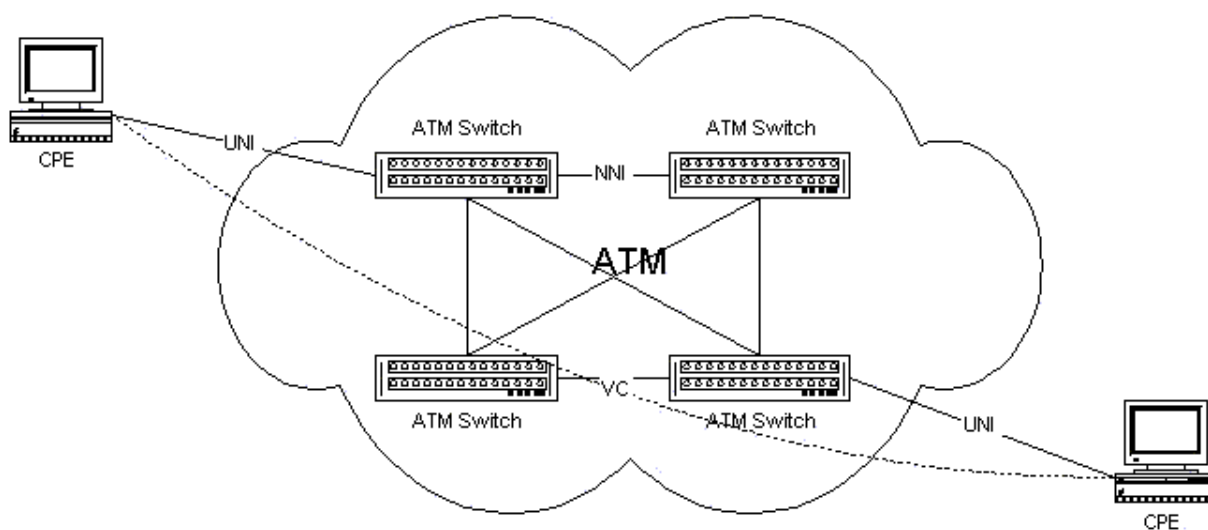 ATM Switch
ATM Switch
UNI
CPE
NNI
ATM
VC
ATM Switch
ATM Switch
UNI
CPE